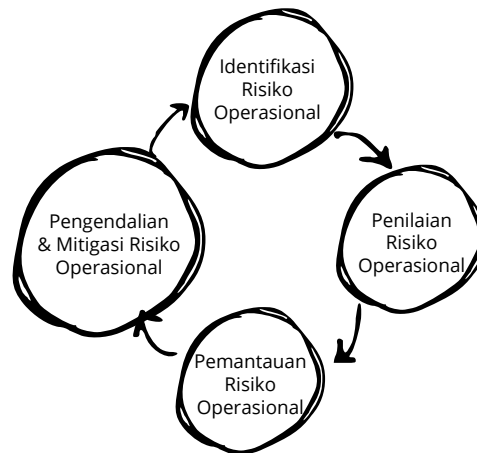 Identifikasi
Risiko
Operasional
Penilaian
Risiko
Operasional
Pemantauan
Risiko
Operasional
Pengendalian
& Mitigasi Risiko
Operasional